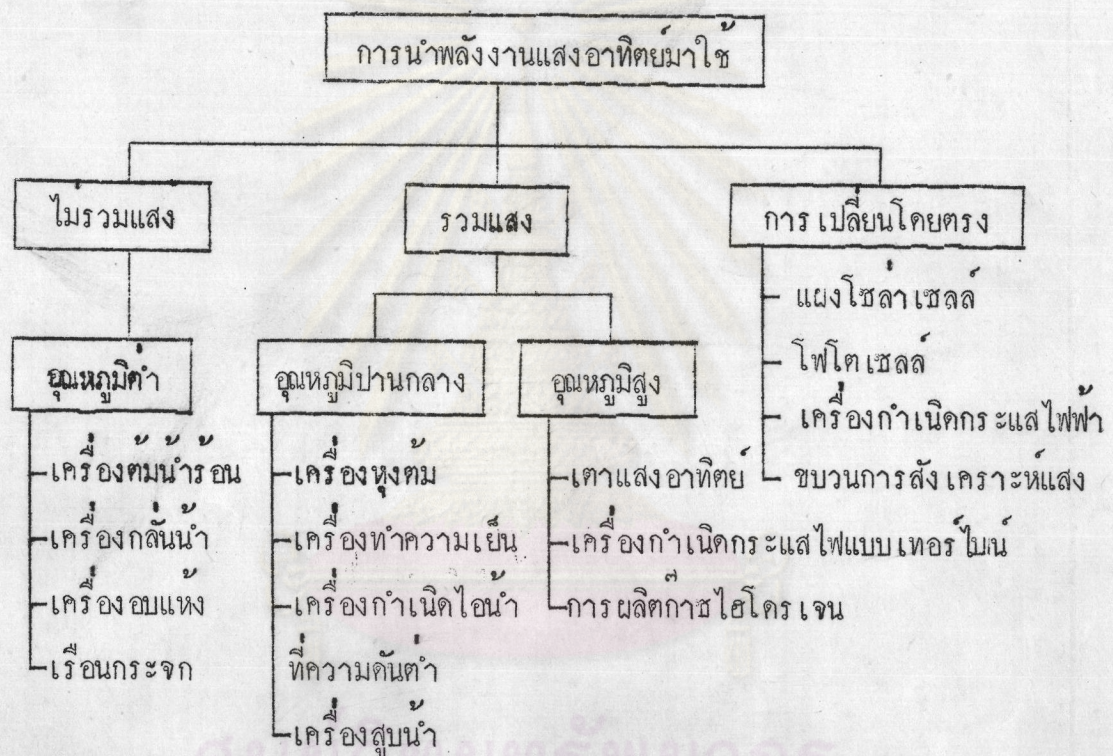 การนำพลังงานแสงอาทิตย์มาใช้
ไม่รวมแสง
รวมแสง
การเปลี่ยนโดยตรง
แผงโซล่าเซลล์
โฟโตเซลล์
เครื่องกำเนิดกระแสไฟฟ้า
ขบวนการสังเคราะห์แสง
อุณหภูมิต่ำ
เครื่องต้มน้ำร้อน
เครื่องกลั่นน้ำ
เครื่องอบแห้ง
เรือนกระจก
อุณหภูมิปานกลาง
เครื่องหุงต้ม
เครื่องทำความเย็น
เครื่องกำเนิดไอน้ำ
ที่ความดันต่ำ
เครื่องสูบน้ำ
อุณหภูมิสูง
เตาแสงอาทิตย์
เครื่องกำเนิดกระแสไฟแบบเทอร์ไบน์
การผลิตก๊าซไฮโดรเจน